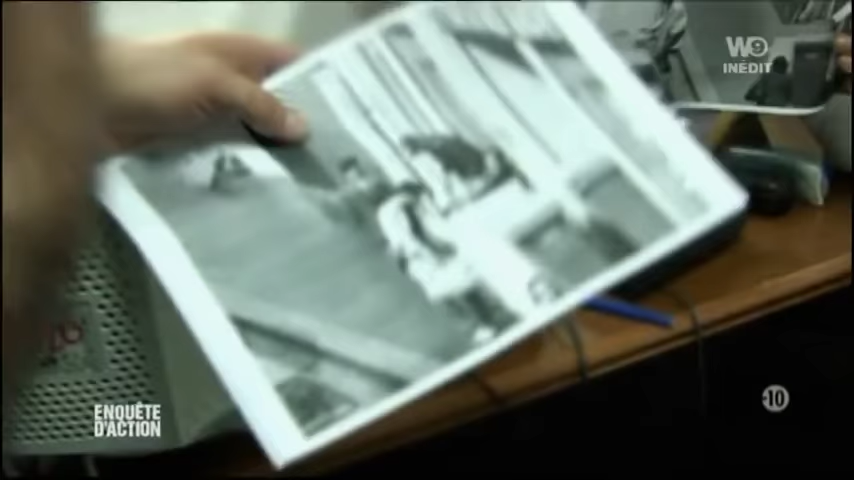 W9
INÉDIT
ENQUÊTE
D'ACTION
-10